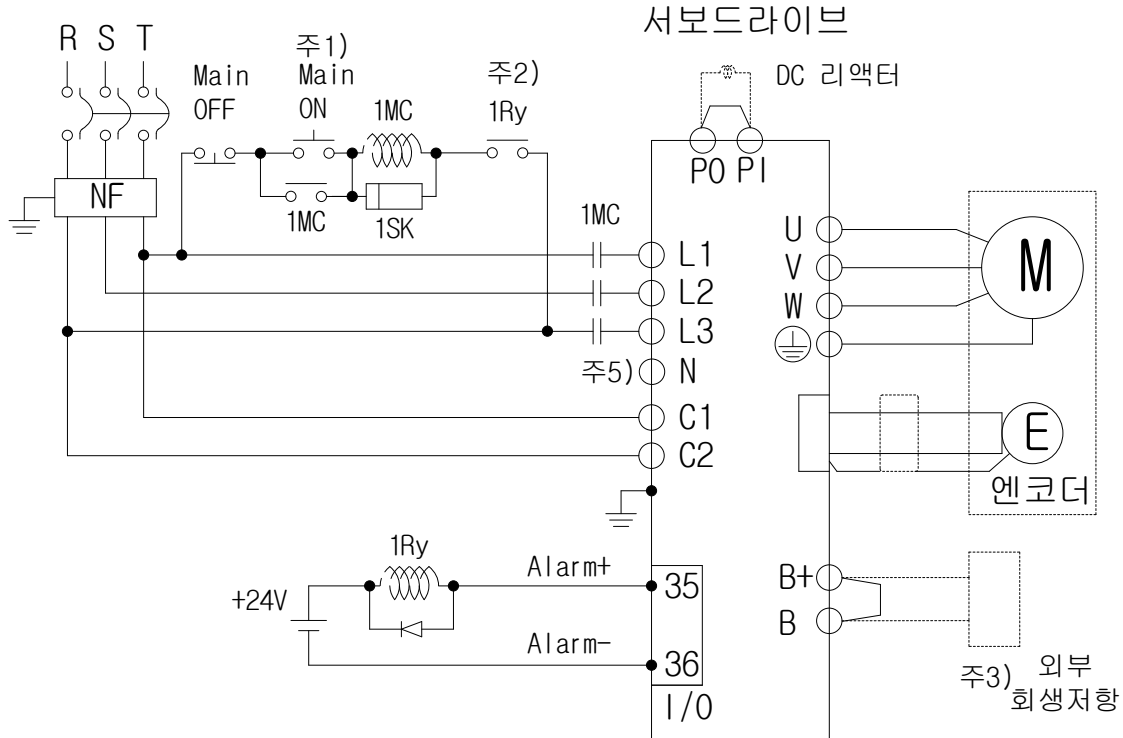 서보드라이브
R S T
주1)
Main
OFF
Main
ON
1MC
주2)
1Ry
DC 리액터
PO PI
NF
1MC
1SK
1MC
L1
L2
L3
주5) N
C1
C2
U
V
W
M
E
엔코더
1Ry
+24V
Alarm+
35
Alarm-
36
I/O
B+
B
주3) 외부
회생저항